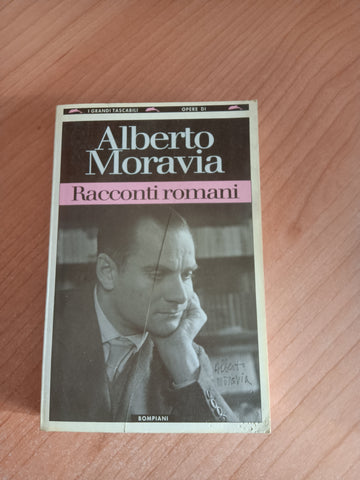 I GRANDI TASCABILI OPERE DI
Alberto
Moravia
Racconti romani
Alberto
Moravia
BOMPIANI